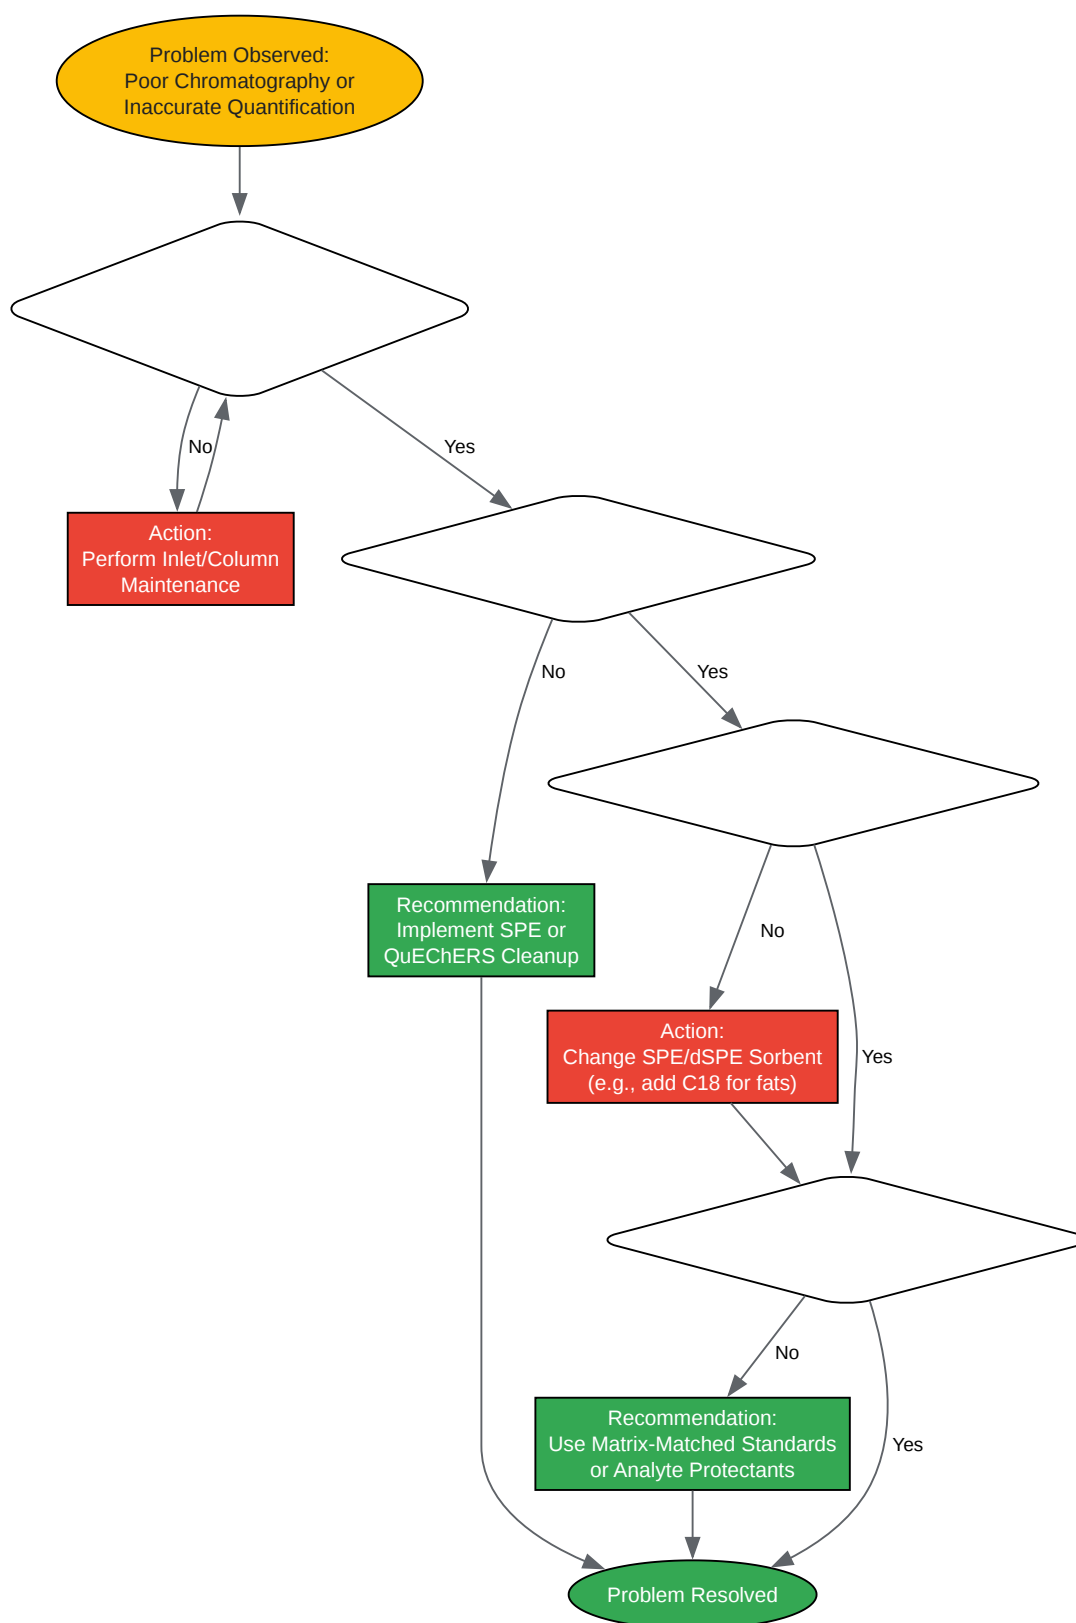 Problem Observed:
Poor Chromatography or
Inaccurate Quantification
No
Yes
Action:
Perform Inlet/Column
Maintenance
No
Yes
Recommendation:
Implement SPE or
QuEChERS Cleanup
No
Action:
Change SPE/dSPE Sorbent
(e.g., add C18 for fats)
Yes
No
Recommendation:
Use Matrix-Matched Standards
or Analyte Protectants
Yes
Problem Resolved